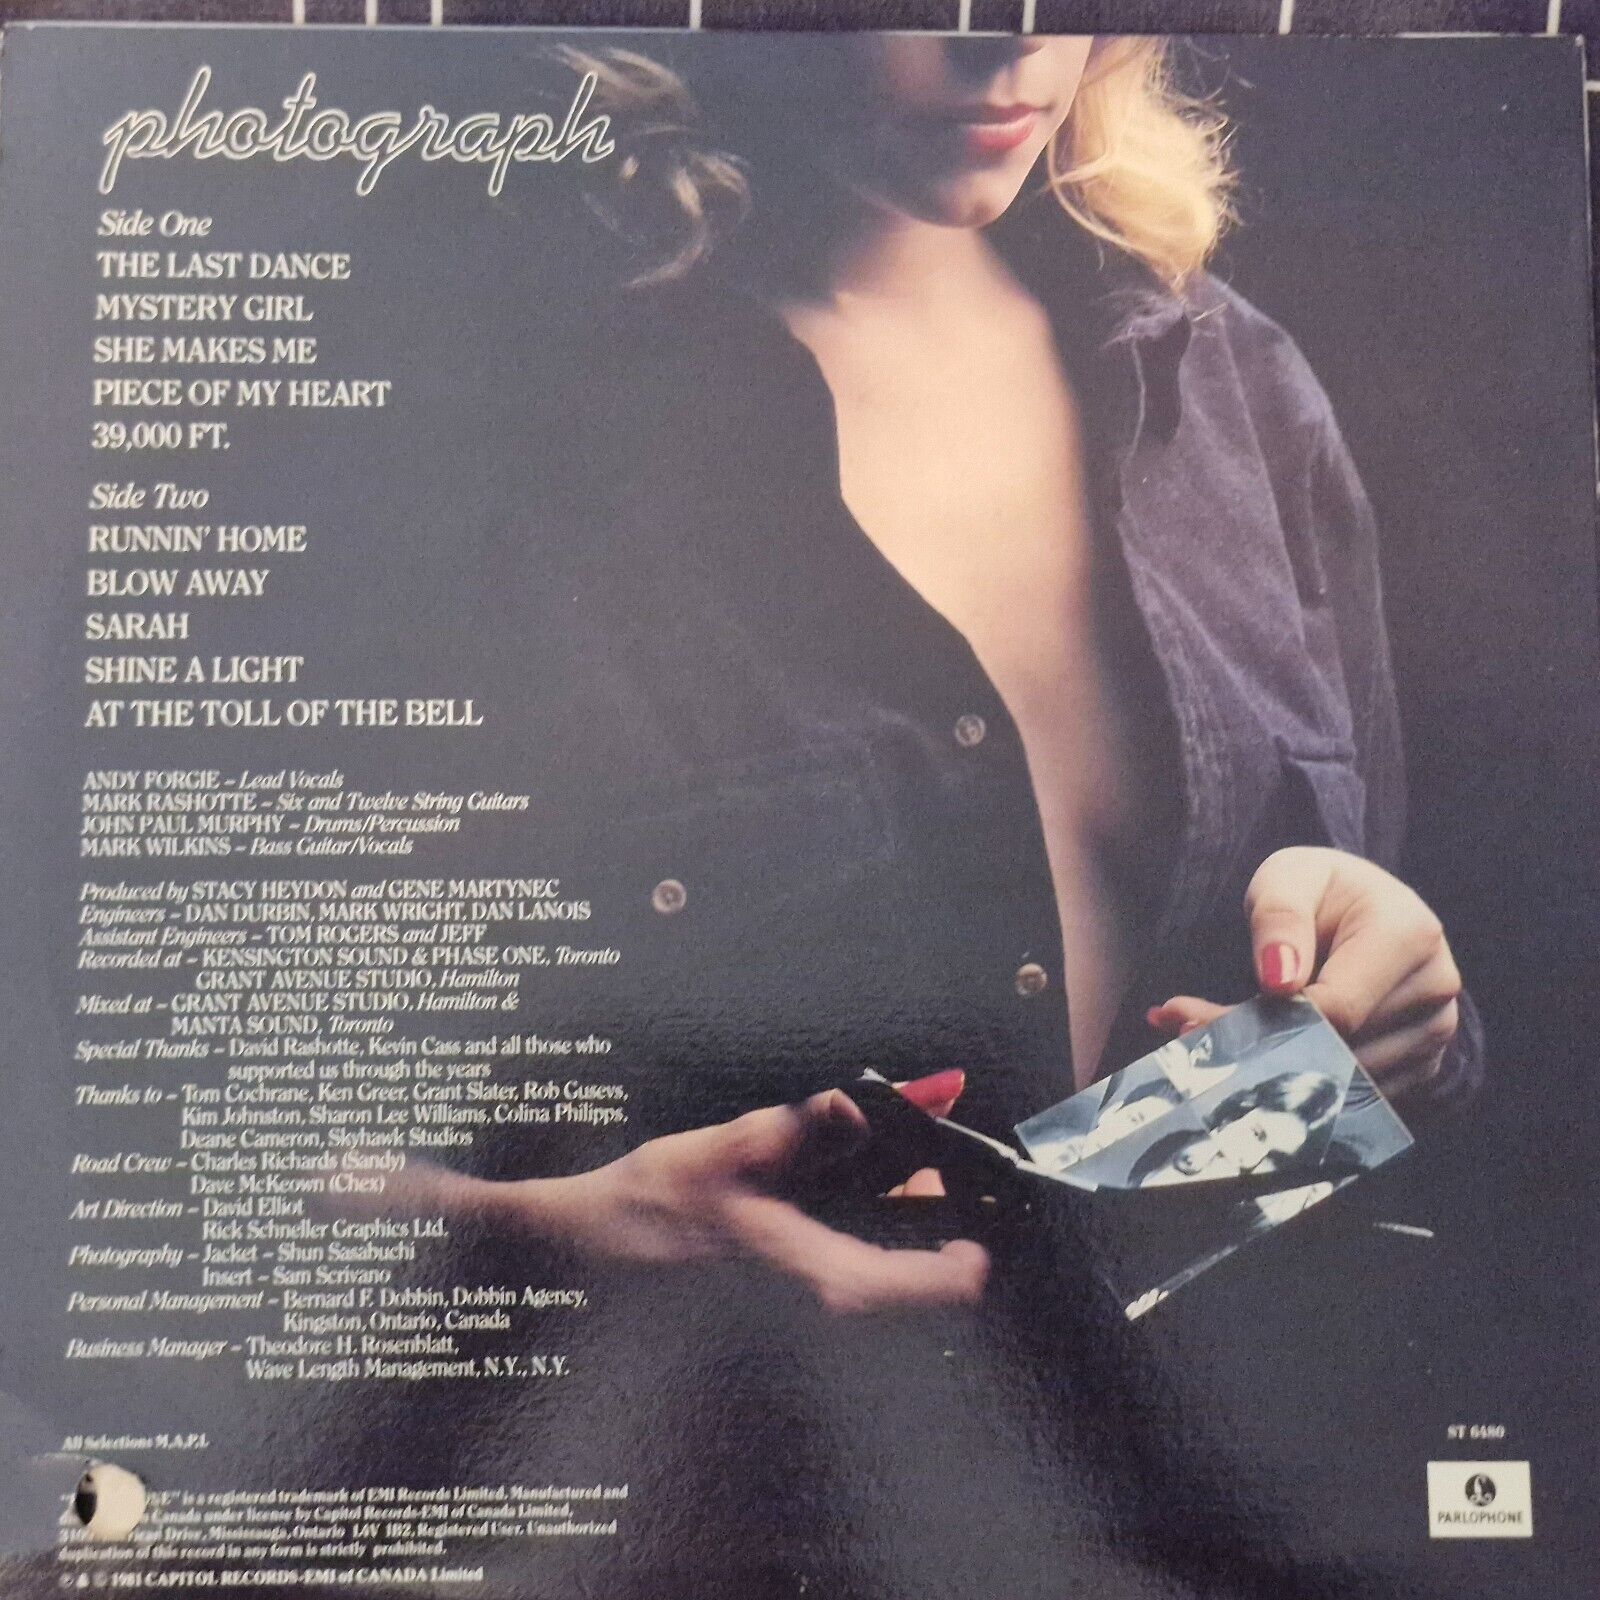 photograph
Side One
THE LAST DANCE
MYSTERY GIRL
SHE MAKES ME
PIECE OF MY HEART
39,000 FT.
Side Two
RUNNIN' HOME
BLOW AWAY
SARAH
SHINE A LIGHT
AT THE TOLL OF THE BELL
ANDY FORGIE – Lead Vocals
MARK RASHOTTE – Six and Twelve String Guitars
JOHN PAUL MURPHY – Drums/Percussion
MARK WILKINS – Bass Guitar/Vocals
Produced by STACY HEYDON and GENE MARTYNEC
Engineers – DAN DURBIN, MARK WRIGHT, DAN LANOIS
Assistant Engineers – TOM ROGERS and JEFF
Recorded at – KENSINGTON SOUND & PHASE ONE, Toronto
GRANT AVENUE STUDIO, Hamilton
Mixed at – GRANT AVENUE STUDIO, Hamilton &
MANTA SOUND, Toronto
Special Thanks – David Rashotte, Kevin Cass and all those who
supported us through the years
Thanks to – Tom Cochrane, Ken Greer, Grant Slater, Rob Gusevs,
Kim Johnston, Sharon Lee Williams, Colina Philipps,
Deane Cameron, Skyhawk Studios
Road Crew – Charles Richards (Sandy)
Dave McKeown (Chex)
Art Direction – David Elliot
Rick Schneller Graphics Ltd.
Photography – Jacket – Shun Sasabuchi
Insert – Sam Scrivano
Personal Management – Bernard F. Dobbin, Dobbin Agency,
Kingston, Ontario, Canada
Business Manager – Theodore H. Rosenblatt,
Wave Length Management, N.Y., N.Y.
All Selections M.A.P.L.
is a registered trademark of EMI Records Limited. Manufactured and
Canada under license by Capitol Records-EMI of Canada Limited,
Drive, Mississauga, Ontario L4V 1B2, Registered User. Unauthorized
duplication of this record in any form is strictly prohibited.
℗ & © 1981 CAPITOL RECORDS-EMI of CANADA Limited
ST 6480
PARLOPHONE